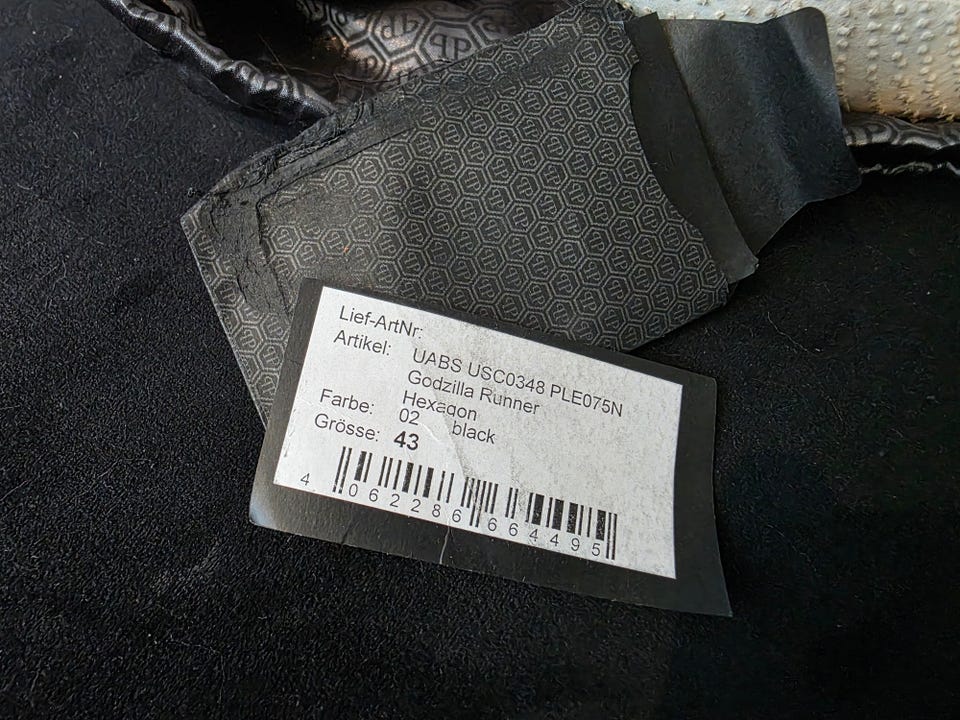 Lief-ArtNr:
Artikel: UABS USC0348 PLE075N
Godzilla Runner
Hexagon
Farbe: 02 black
Grösse: 43
4 062286 664495